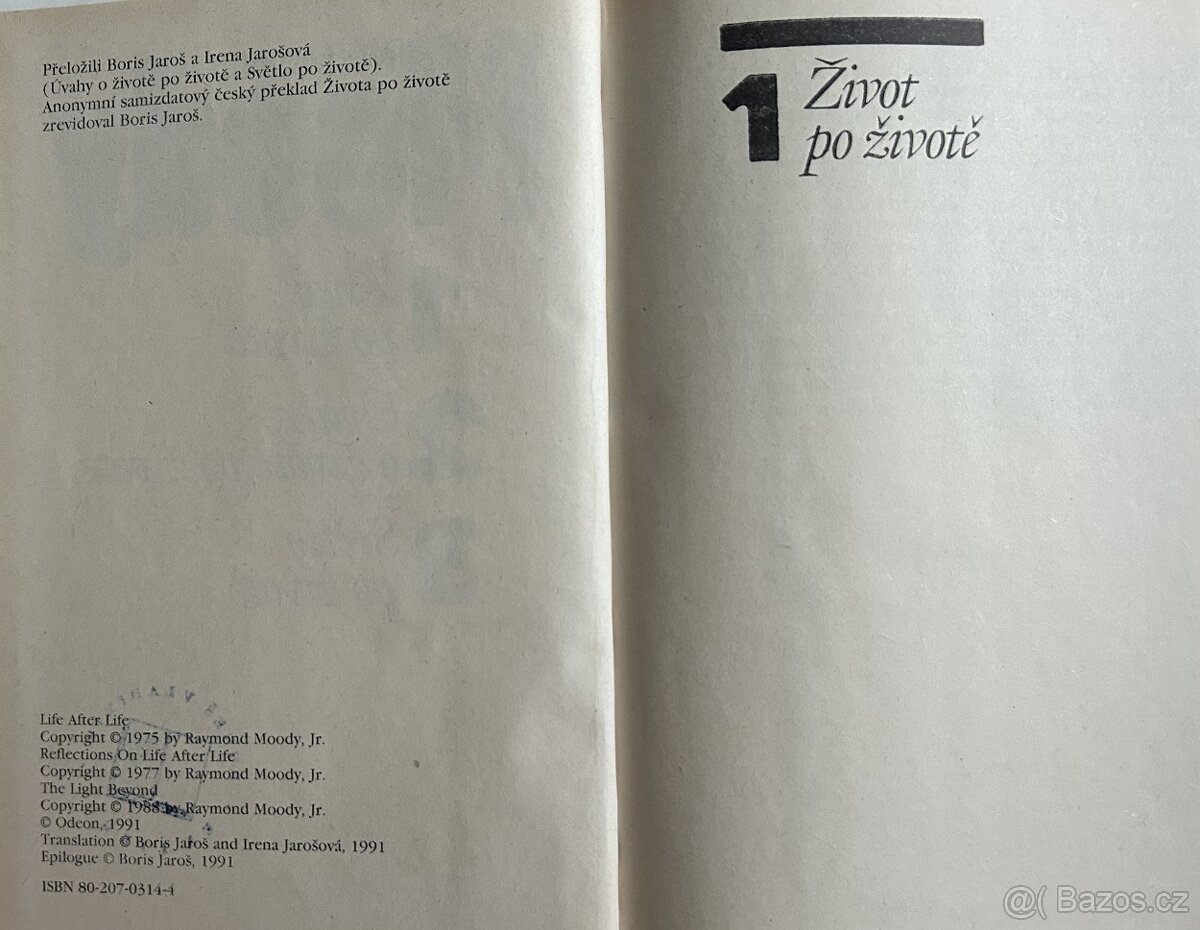 Přeložili Boris Jaroš a Irena Jarošová
(Úvahy o životě po životě a Světlo po životě).
Anonymní samizdatový český překlad Života po životě
zrevidoval Boris Jaroš.
Life After Life
Copyright © 1975 by Raymond Moody, Jr.
Reflections On Life After Life
Copyright © 1977 by Raymond Moody, Jr.
The Light Beyond
Copyright © 1988 by Raymond Moody, Jr.
© Odeon, 1991
Translation © Boris Jaroš and Irena Jarošová, 1991
Epilogue © Boris Jaroš, 1991
ISBN 80-207-0314-4
1 Život
po životě
@( Bazos.cz